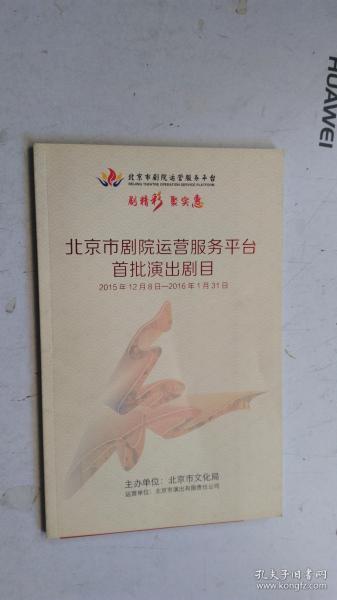 HUAWEI
北京市剧院运营服务平台
BEIJING THEATRE OPERATION SERVICE PLATFORM
剧精彩 聚实惠
北京市剧院运营服务平台
首批演出剧目
2015年12月8日—2016年1月31日
主办单位：北京市文化局
运营单位：北京市演出有限责任公司
孔夫子旧书网